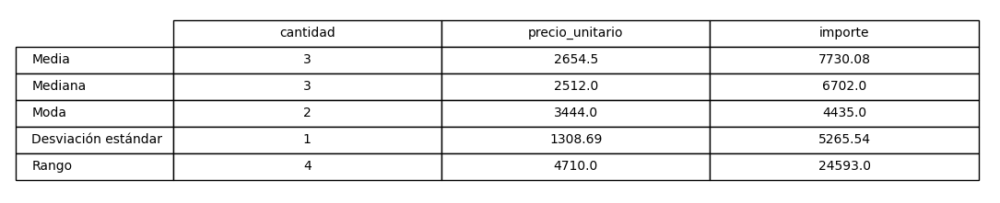 cantidad precio_unitario importe
Media 3 2654.5 7730.08
Mediana 3 2512.0 6702.0
Moda 2 3444.0 4435.0
Desviación estándar 1 1308.69 5265.54
Rango 4 4710.0 24593.0